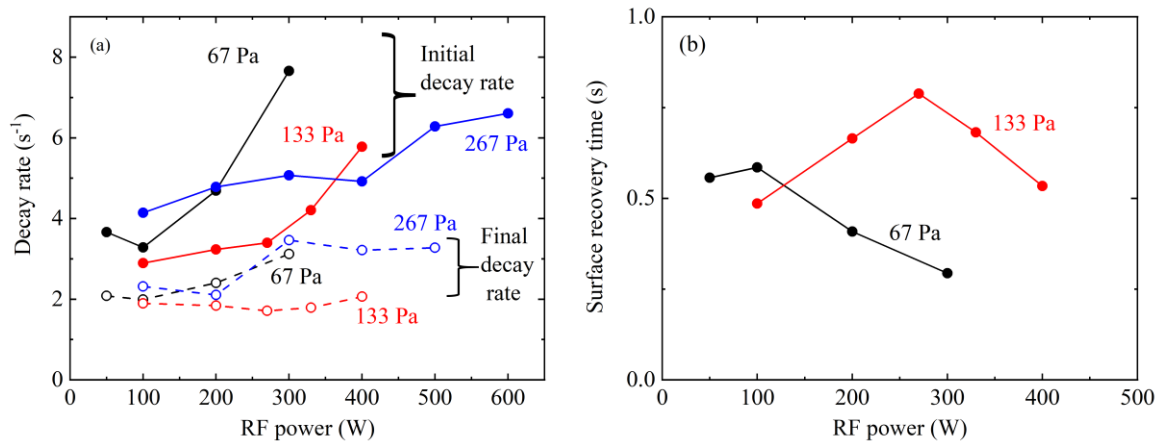 (a)
67 Pa
Initial
decay rate
133 Pa
267 Pa
267 Pa
Final
decay
rate
67 Pa
133 Pa
Decay rate (s⁻¹)
8
6
4
2
0
0 100 200 300 400 500 600
RF power (W)
(b)
133 Pa
67 Pa
Surface recovery time (s)
1.0
0.5
0.0
0 100 200 300 400 500
RF power (W)